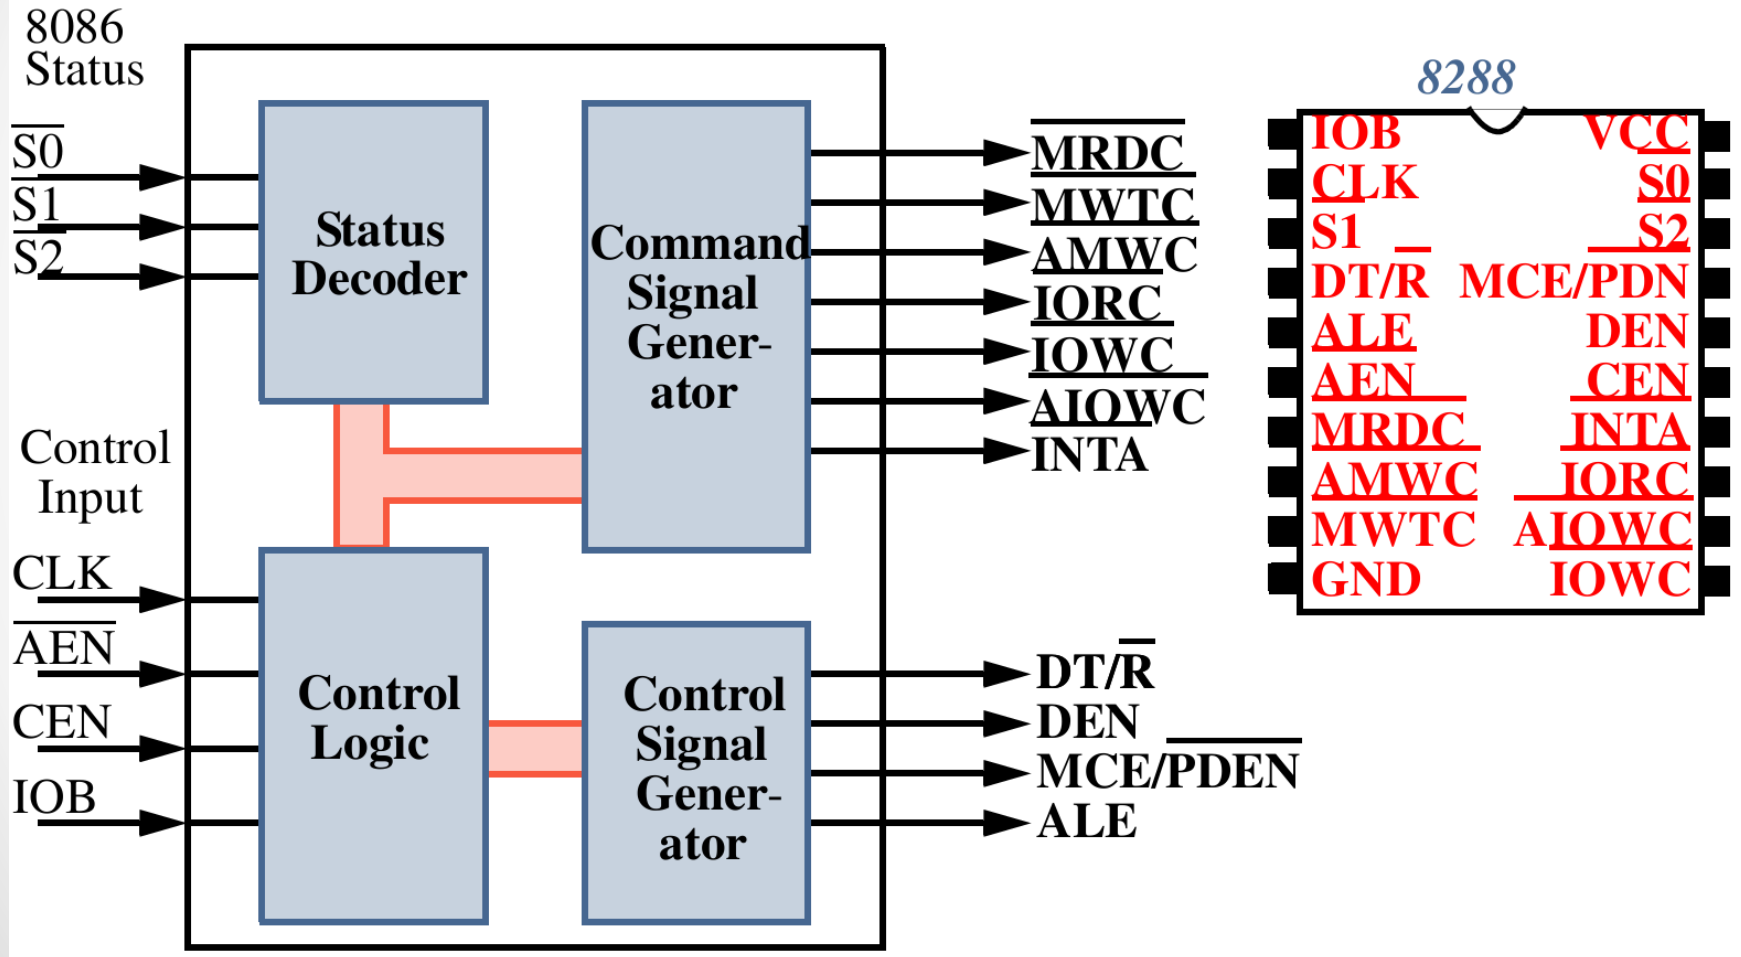 8086
Status
S0
S1
S2
Control
Input
CLK
AEN
CEN
IOB
Status
Decoder
Command
Signal
Gener-
ator
Control
Logic
Control
Signal
Gener-
ator
MRDC
MWTC
AMWC
IORC
IOWC
AIOWC
INTA
DT/R
DEN
MCE/PDEN
ALE
8288
IOB VCC
CLK S0
S1 S2
DT/R MCE/PDN
ALE DEN
AEN CEN
MRDC INTA
AMWC IORC
MWTC AIOWC
GND IOWC